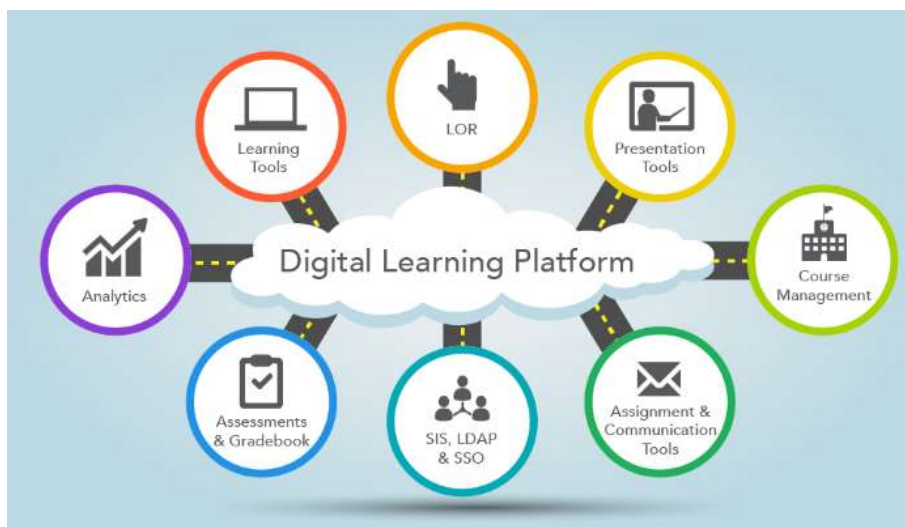 LOR
Learning
Tools
Presentation
Tools
Digital Learning Platform
Analytics
Course
Management
Assessments
& Gradebook
SIS, LDAP
& SSO
Assignment &
Communication
Tools